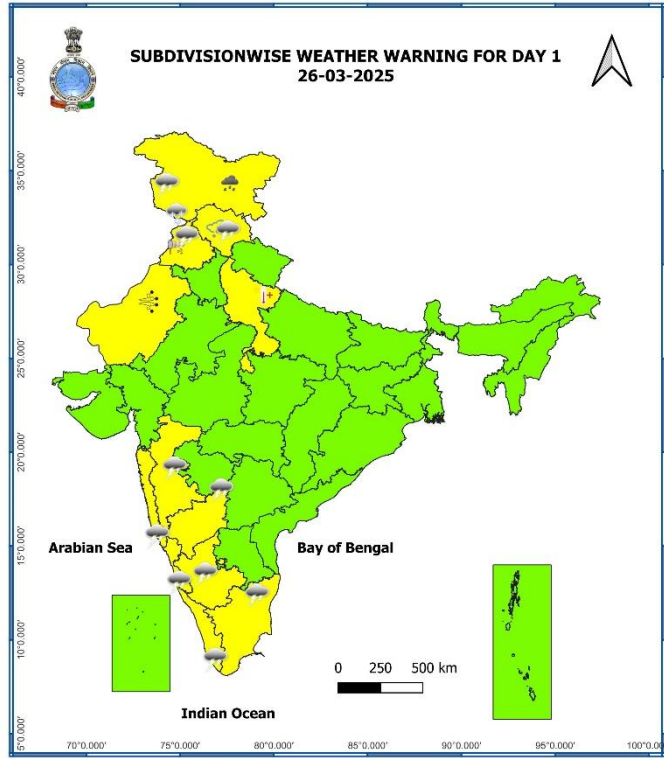 SUBDIVISIONWISE WEATHER WARNING FOR DAY 1
26-03-2025
40°0.000'
35°0.000'
30°0.000'
25°0.000'
20°0.000'
15°0.000'
10°0.000'
5°0.000'
Arabian Sea
Bay of Bengal
0 250 500 km
Indian Ocean
70°0.000' 75°0.000' 80°0.000' 85°0.000' 90°0.000' 95°0.000' 100°0.000'